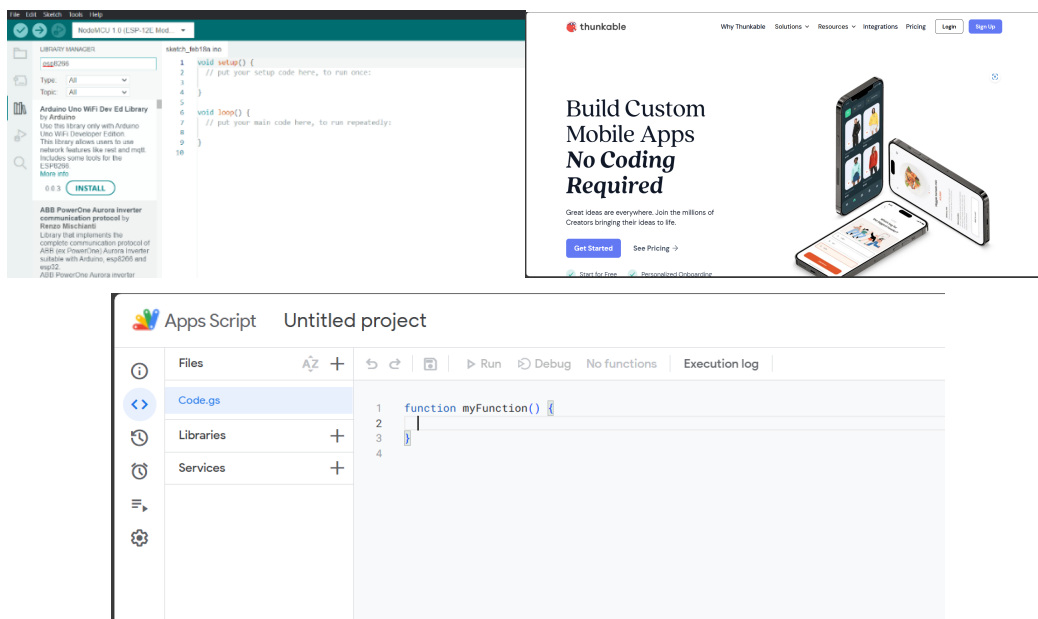 File Edit Sketch Tools Help
NodeMCU 1.0 (ESP-12E Mod...
LIBRARY MANAGER
esp8266
Type: All
Topic: All
Arduino Uno WiFi Dev Ed Library
by Arduino
Use this library only with Arduino
Uno WiFi Developer Edition.
This library allows users to use
network features like rest and mqtt.
Includes some tools for the
ESP8266.
More info
0.0.3 INSTALL
ABB PowerOne Aurora inverter
communication protocol by
Renzo Mischianti
Library that implements the
complete communication protocol of
ABB (ex PowerOne) Aurora Inverter
suitable with Arduino, esp8266 and
esp32.
ABB PowerOne Aurora inverter
sketch_feb18a.ino
1 void setup() {
2 // put your setup code here, to run once:
3
4 }
5
6 void loop() {
7 // put your main code here, to run repeatedly:
8
9 }
10
thunkable
Why Thunkable Solutions Resources Integrations Pricing Login Sign Up
Build Custom
Mobile Apps
No Coding
Required
Great ideas are everywhere. Join the millions of
Creators bringing their ideas to life.
Get Started See Pricing →
Start for Free Personalized Onboarding
Apps Script Untitled project
Files AZ
Run Debug No functions Execution log
Code.gs
Libraries
Services
1 function myFunction() {
2
3 }
4